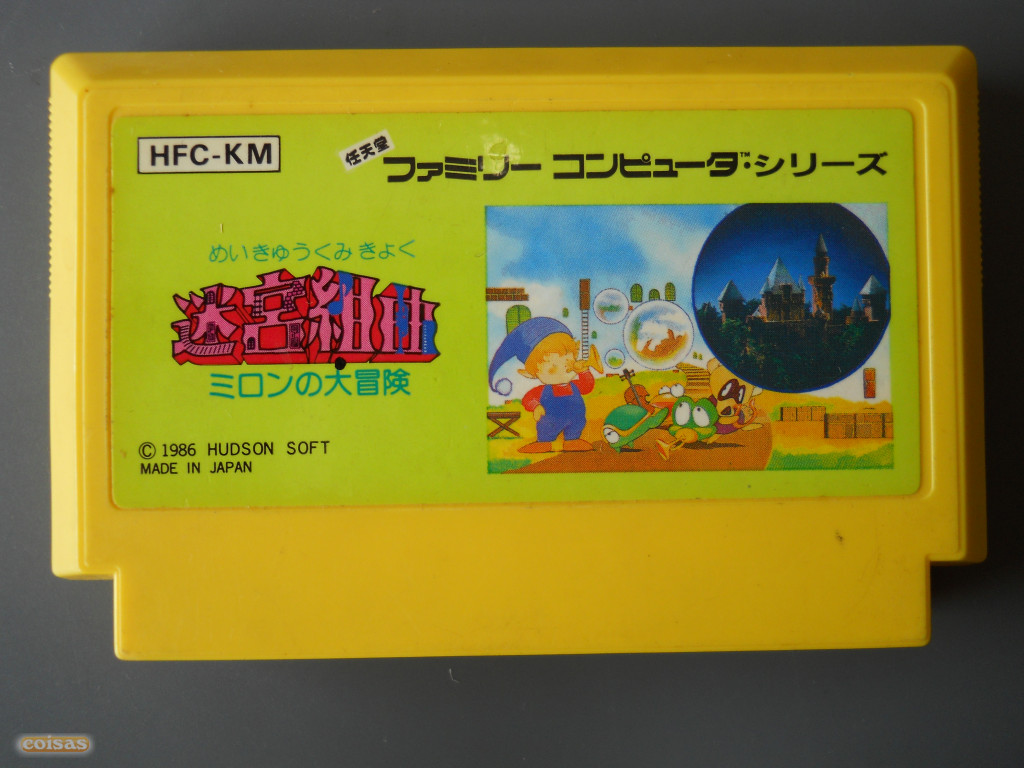 HFC-KM
任天堂
ファミリー コンピュータ™・シリーズ
めいきゅうくみきょく
迷宮組曲
ミロンの大冒険
© 1986 HUDSON SOFT
MADE IN JAPAN
coisas